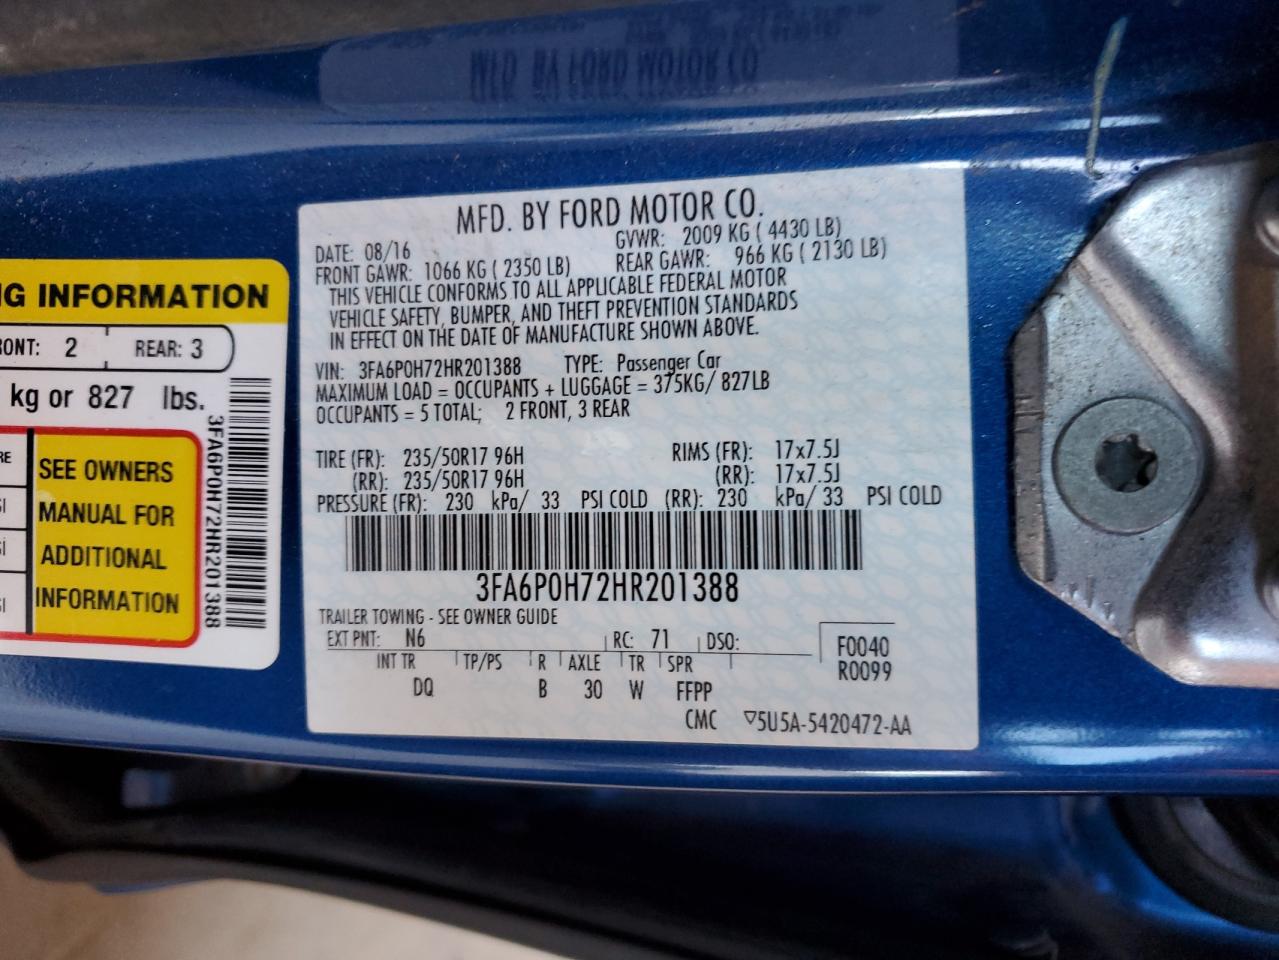 MFD. BY FORD MOTOR CO.
MFD. BY FORD MOTOR CO.
DATE: 08/16 GVWR: 2009 KG ( 4430 LB)
FRONT GAWR: 1066 KG ( 2350 LB) REAR GAWR: 966 KG ( 2130 LB)
THIS VEHICLE CONFORMS TO ALL APPLICABLE FEDERAL MOTOR
VEHICLE SAFETY, BUMPER, AND THEFT PREVENTION STANDARDS
IN EFFECT ON THE DATE OF MANUFACTURE SHOWN ABOVE.
VIN: 3FA6P0H72HR201388 TYPE: Passenger Car
MAXIMUM LOAD = OCCUPANTS + LUGGAGE = 375KG/ 827LB
OCCUPANTS = 5 TOTAL; 2 FRONT, 3 REAR
TIRE (FR): 235/50R17 96H RIMS (FR): 17x7.5J
(RR): 235/50R17 96H (RR): 17x7.5J
PRESSURE (FR): 230 kPa/ 33 PSI COLD (RR): 230 kPa/ 33 PSI COLD
3FA6P0H72HR201388
TRAILER TOWING - SEE OWNER GUIDE
EXT PNT: N6 RC: 71 DSO: F0040
INT TR TP/PS R AXLE TR SPR R0099
DQ B 30 W FFPP
CMC ▽5U5A-5420472-AA
NG INFORMATION
RONT: 2 REAR: 3
kg or 827 lbs.
RE
SI
SI
SI
SEE OWNERS
MANUAL FOR
ADDITIONAL
INFORMATION
3FA6P0H72HR201388